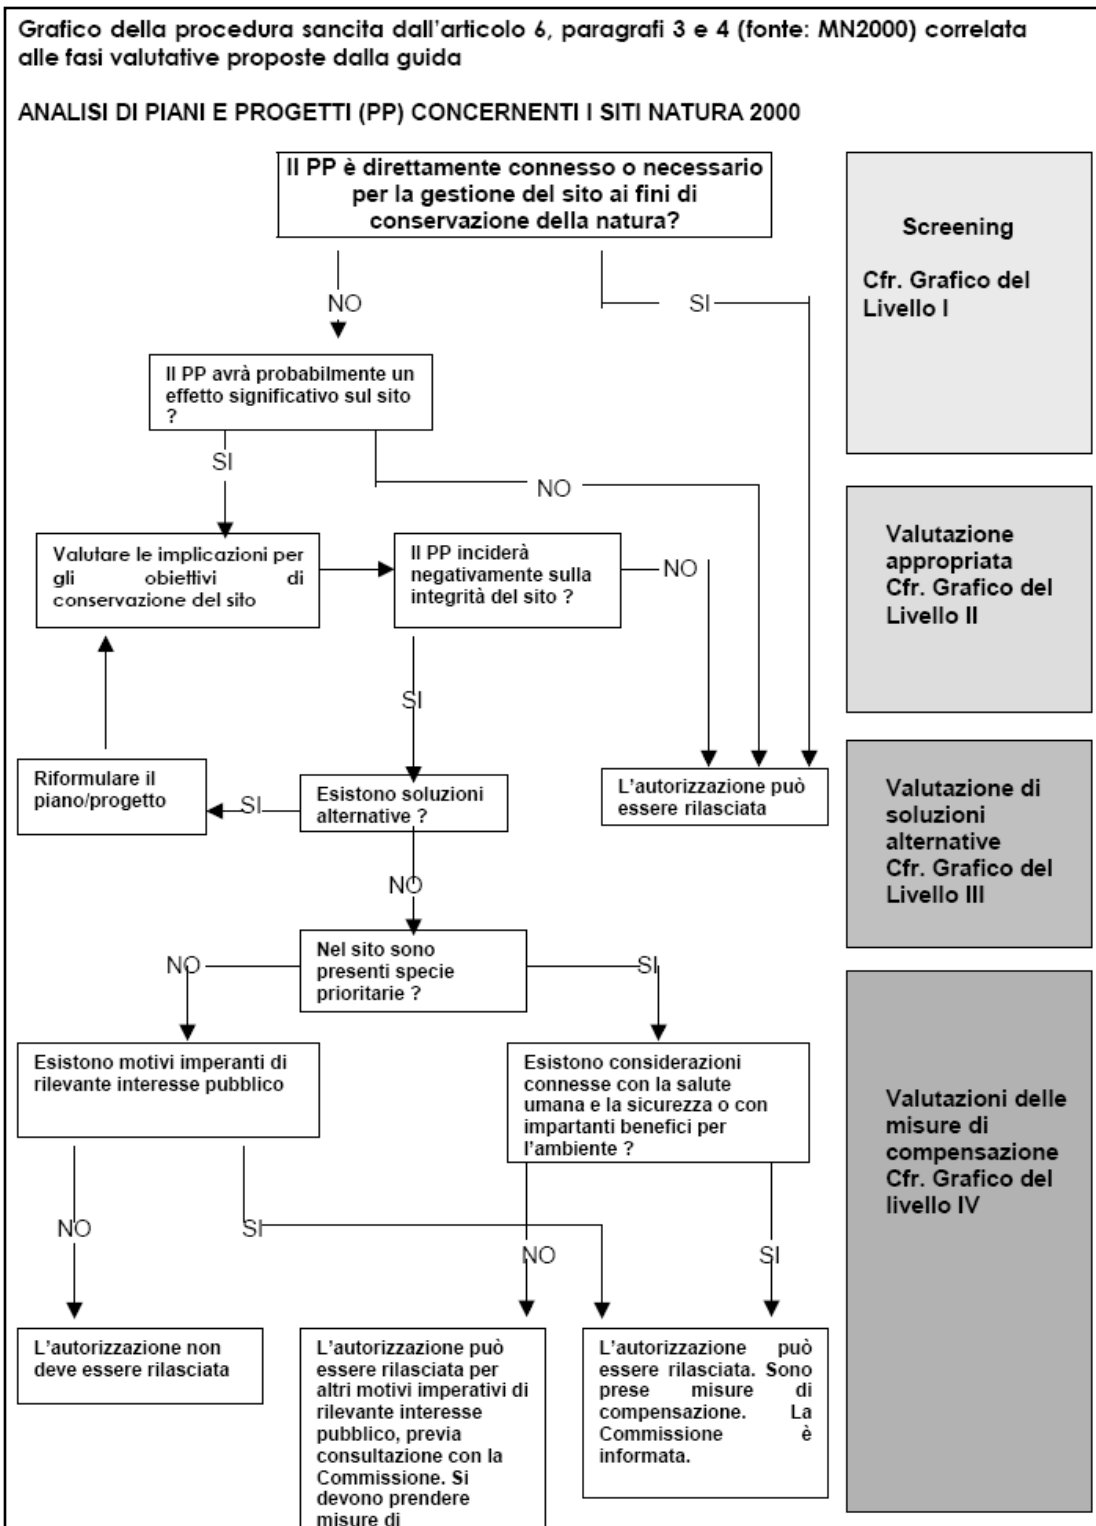 Grafico della procedura sancita dall'articolo 6, paragrafi 3 e 4 (fonte: MN2000) correlata
alle fasi valutative proposte dalla guida
ANALISI DI PIANI E PROGETTI (PP) CONCERNENTI I SITI NATURA 2000
Il PP è direttamente connesso o necessario
per la gestione del sito ai fini di
conservazione della natura?
Screening
Cfr. Grafico del
Livello I
NO
SI
Il PP avrà probabilmente un
effetto significativo sul sito
?
SI
NO
Valutare le implicazioni per
gli obiettivi di
conservazione del sito
Il PP inciderà
negativamente sulla
integrità del sito ?
NO
Valutazione
appropriata
Cfr. Grafico del
Livello II
SI
Riformulare il
piano/progetto
SI
Esistono soluzioni
alternative ?
L'autorizzazione può
essere rilasciata
Valutazione di
soluzioni
alternative
Cfr. Grafico del
Livello III
NO
Nel sito sono
presenti specie
prioritarie ?
NO
SI
Esistono motivi imperanti di
rilevante interesse pubblico
Esistono considerazioni
connesse con la salute
umana e la sicurezza o con
impartanti benefici per
l'ambiente ?
Valutazioni delle
misure di
compensazione
Cfr. Grafico del
livello IV
NO
SI
NO
SI
L'autorizzazione non
deve essere rilasciata
L'autorizzazione può
essere rilasciata per
altri motivi imperativi di
rilevante interesse
pubblico, previa
consultazione con la
Commissione. Si
devono prendere
misure di
L'autorizzazione può
essere rilasciata. Sono
prese misure di
compensazione. La
Commissione è
informata.